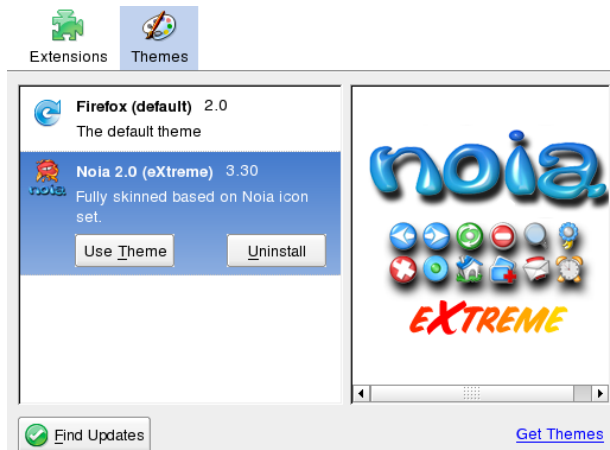 Extensions
Themes
Firefox (default) 2.0
The default theme
Noia 2.0 (eXtreme) 3.30
Fully skinned based on Noia icon
set.
Use Theme
Uninstall
noia
noia
eXTREME
Find Updates
Get Themes